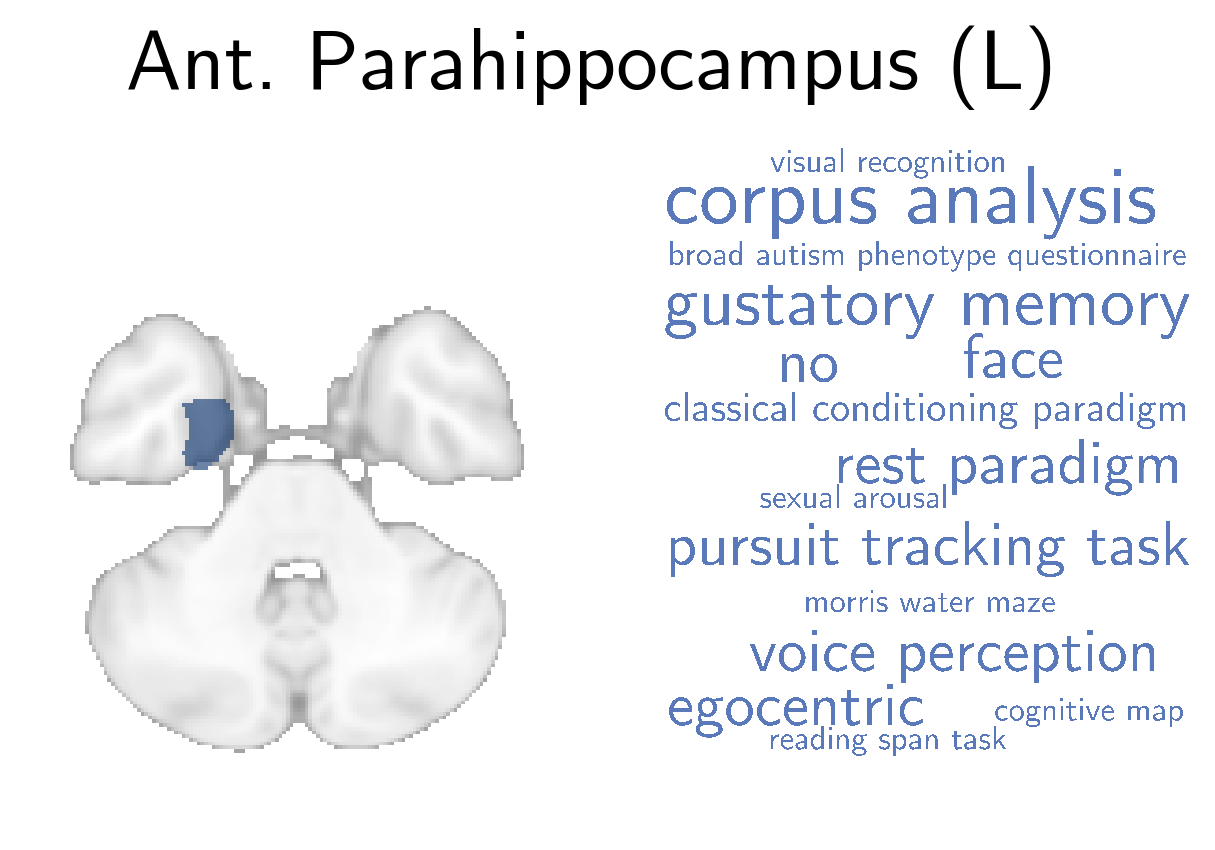 Ant. Parahippocampus (L)
visual recognition
corpus analysis
broad autism phenotype questionnaire
gustatory memory
no face
classical conditioning paradigm
rest paradigm
sexual arousal
pursuit tracking task
morris water maze
voice perception
egocentric cognitive map
reading span task